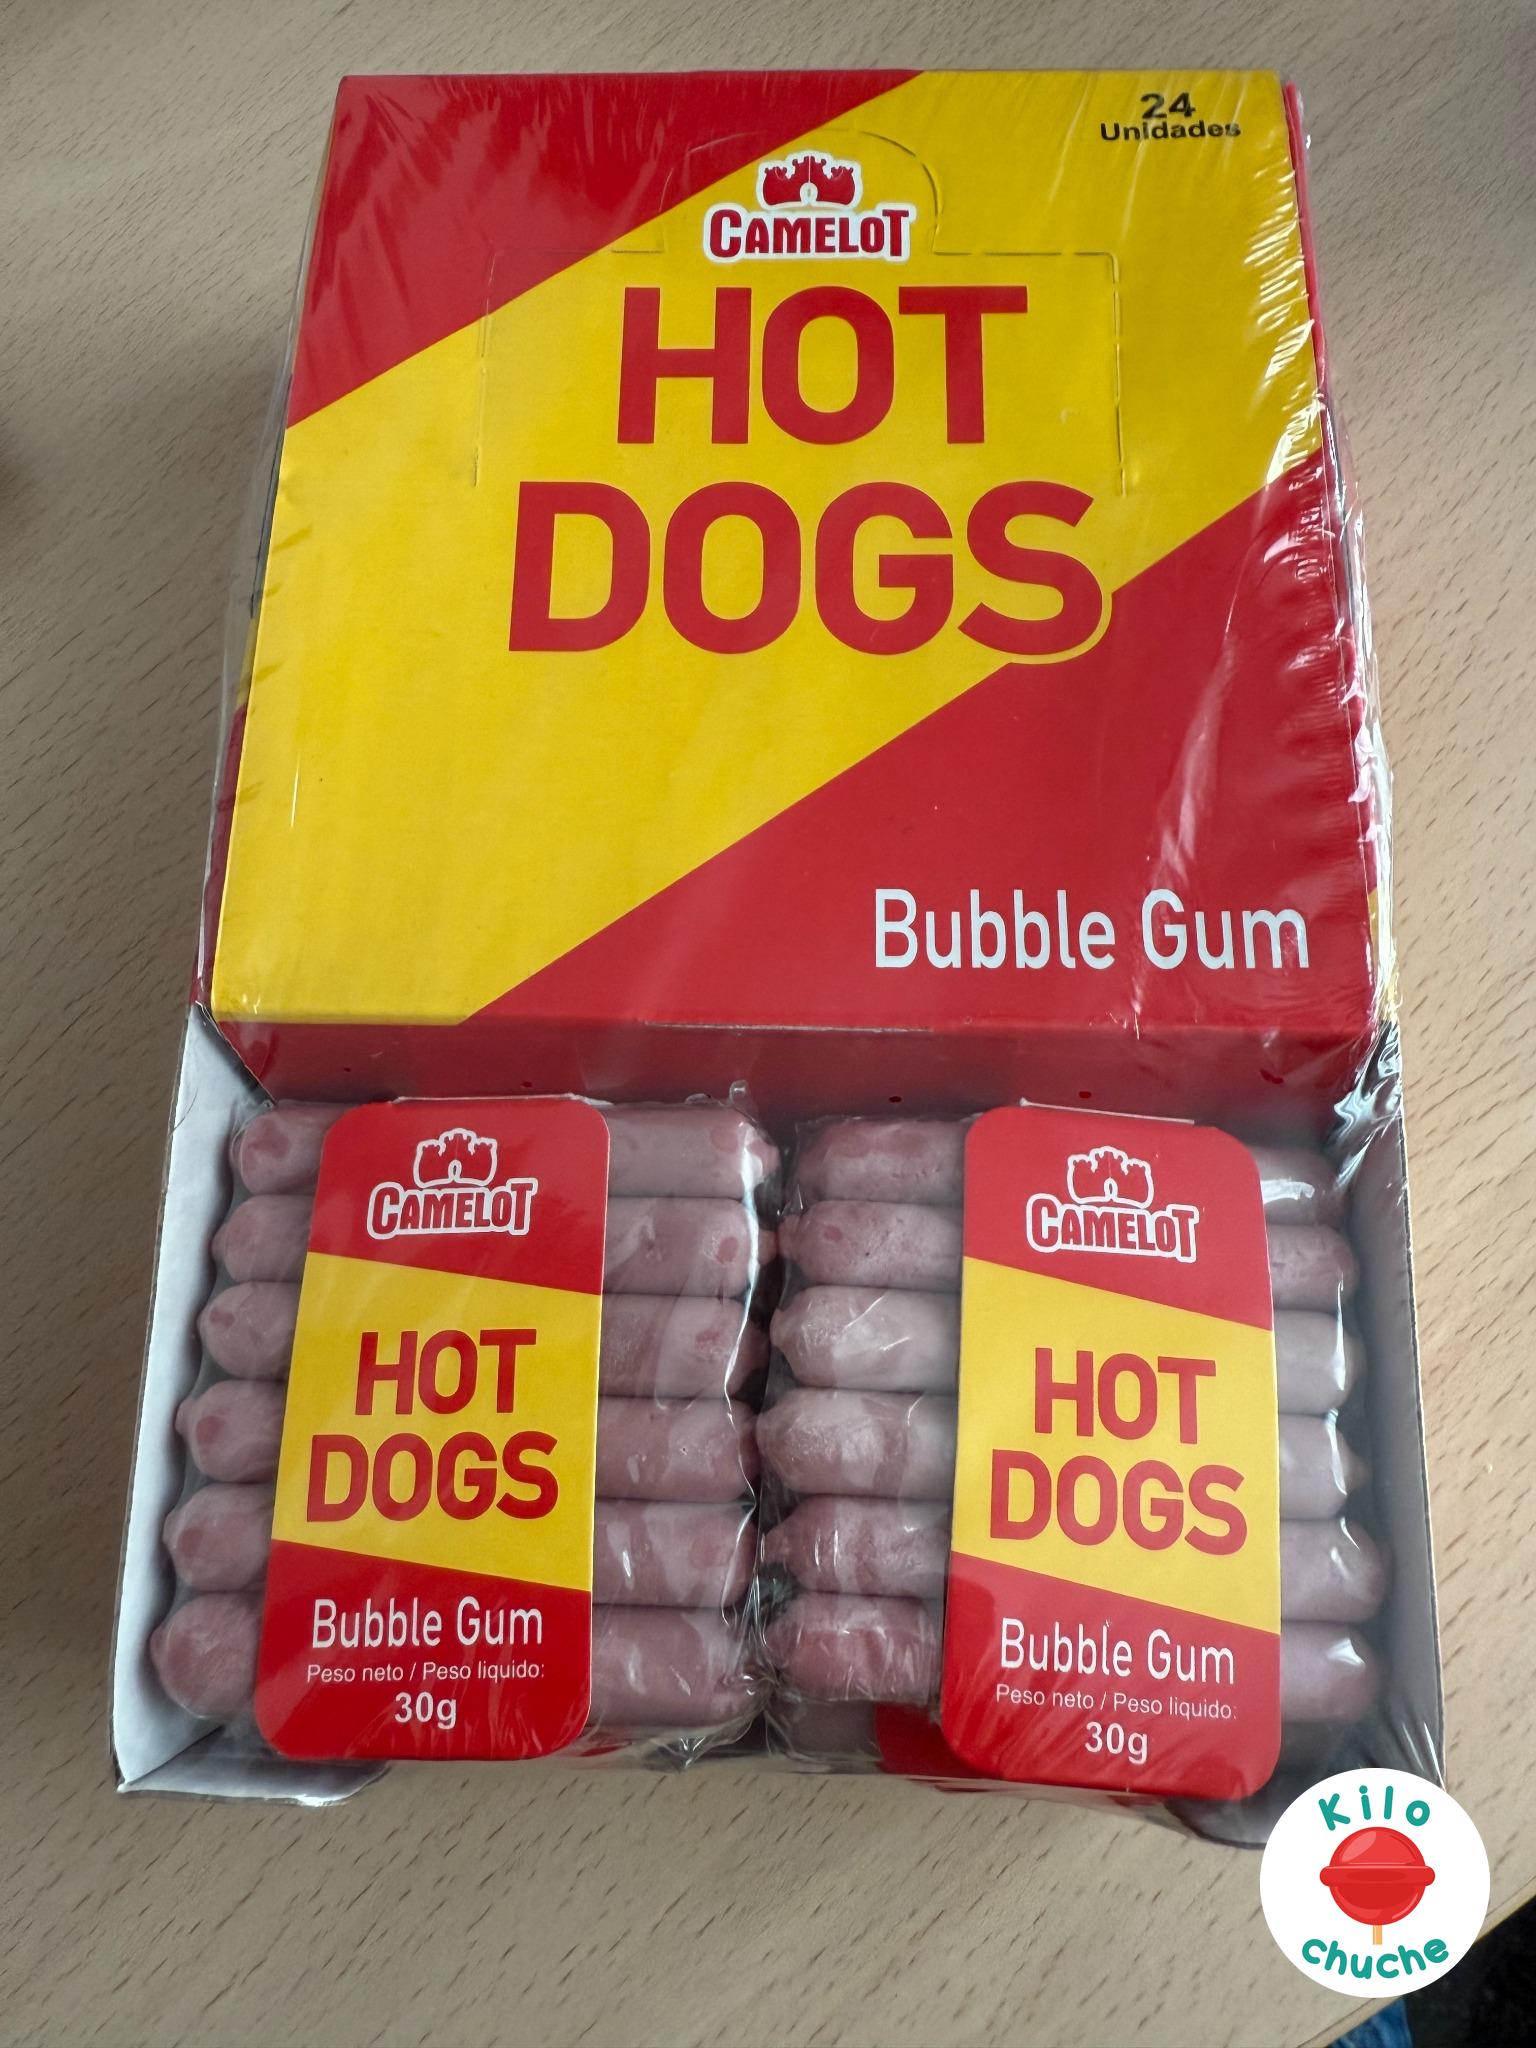 24
Unidades
CAMELOT
HOT
DOGS
Bubble Gum
CAMELOT
HOT
DOGS
Bubble Gum
Peso neto / Peso liquido:
30g
CAMELOT
HOT
DOGS
Bubble Gum
Peso neto / Peso liquido:
30g
Kilo
chuche